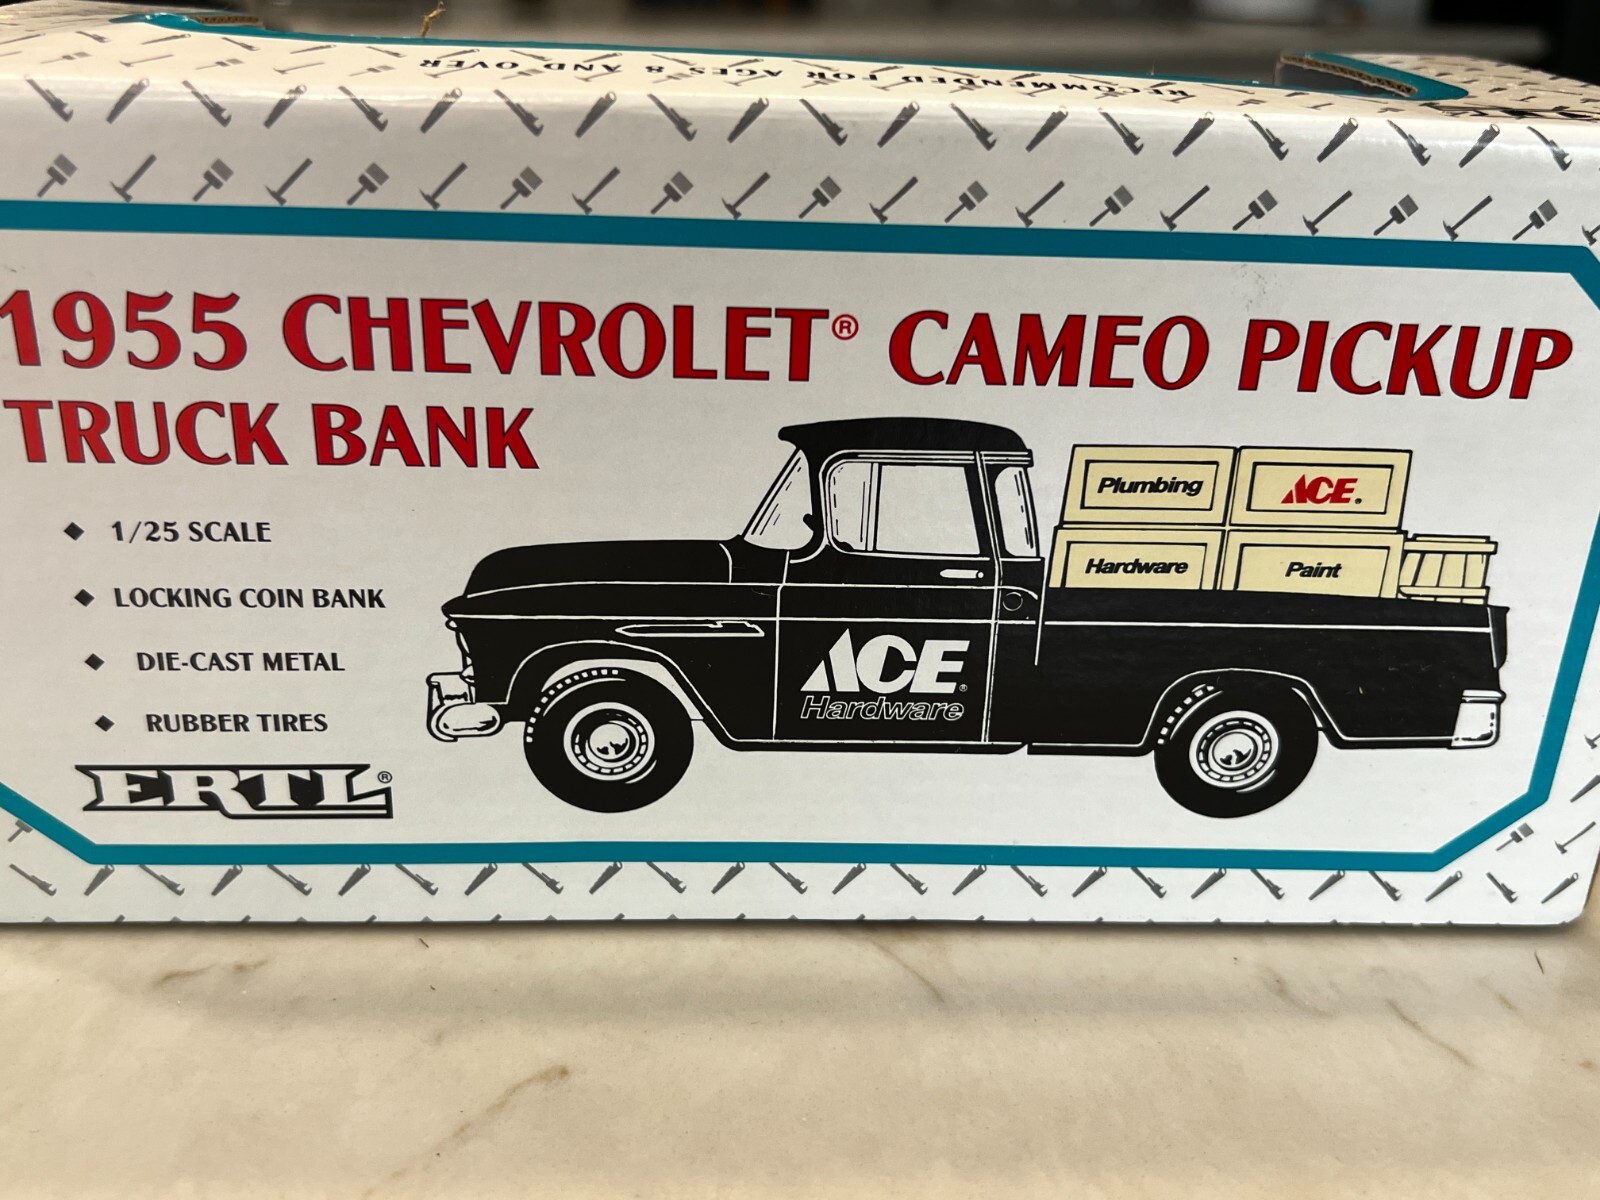 RECOMMENDED FOR AGES 8 AND OVER
1955 CHEVROLET® CAMEO PICKUP
TRUCK BANK
◆ 1/25 SCALE
◆ LOCKING COIN BANK
◆ DIE-CAST METAL
◆ RUBBER TIRES
ERTL®
Plumbing
ACE®
Hardware
Paint
ACE®
Hardware